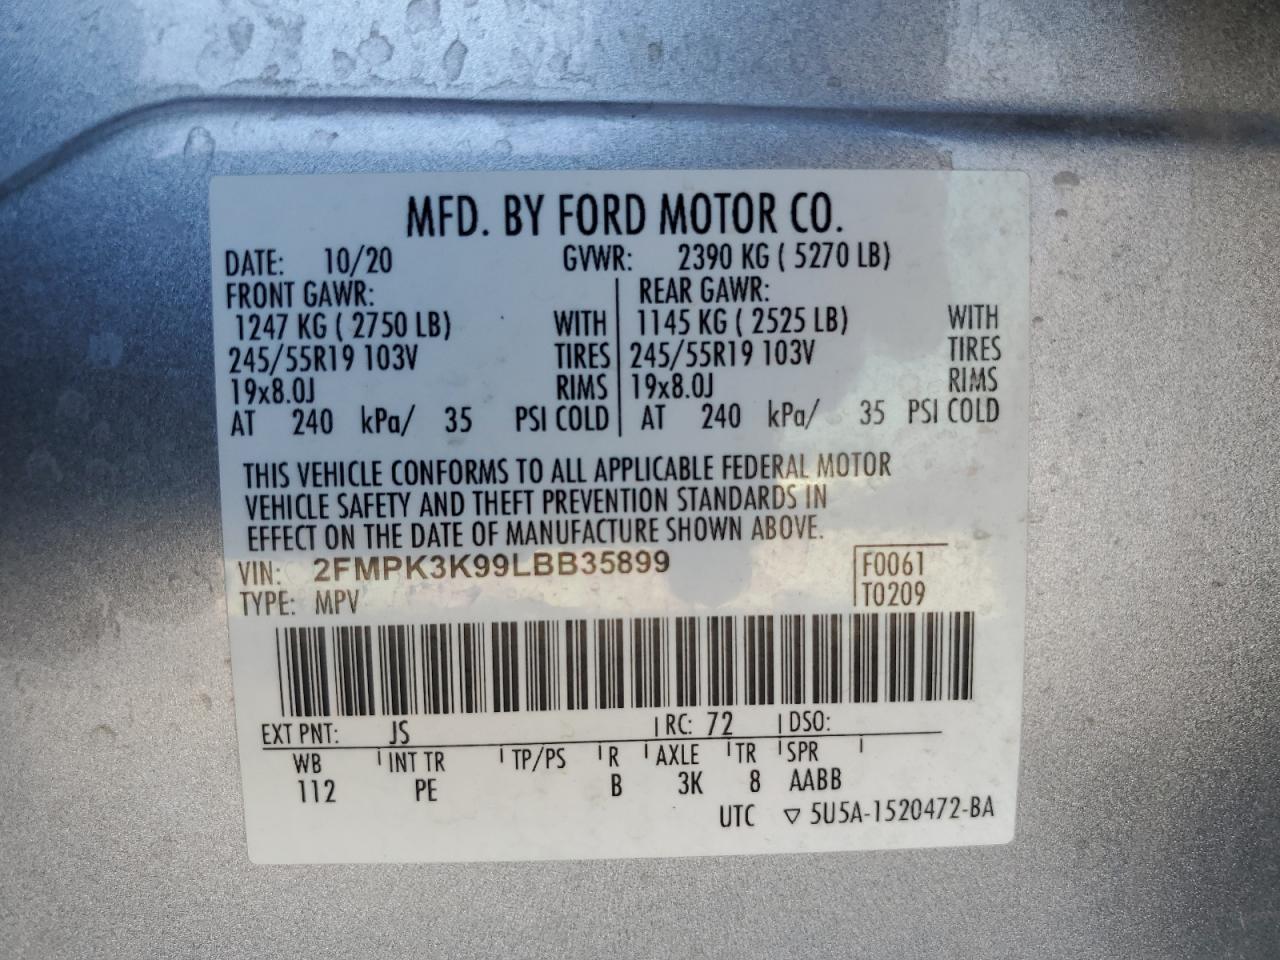 MFD. BY FORD MOTOR CO.
DATE: 10/20 GVWR: 2390 KG ( 5270 LB)
FRONT GAWR: REAR GAWR:
1247 KG ( 2750 LB) WITH 1145 KG ( 2525 LB) WITH
245/55R19 103V TIRES 245/55R19 103V TIRES
19x8.0J RIMS 19x8.0J RIMS
AT 240 kPa/ 35 PSI COLD AT 240 kPa/ 35 PSI COLD
THIS VEHICLE CONFORMS TO ALL APPLICABLE FEDERAL MOTOR
VEHICLE SAFETY AND THEFT PREVENTION STANDARDS IN
EFFECT ON THE DATE OF MANUFACTURE SHOWN ABOVE.
VIN: 2FMPK3K99LBB35899 F0061
TYPE: MPV T0209
EXT PNT: JS RC: 72 DSO:
WB INT TR TP/PS R AXLE TR SPR
112 PE B 3K 8 AABB
UTC ▽ 5U5A-1520472-BA